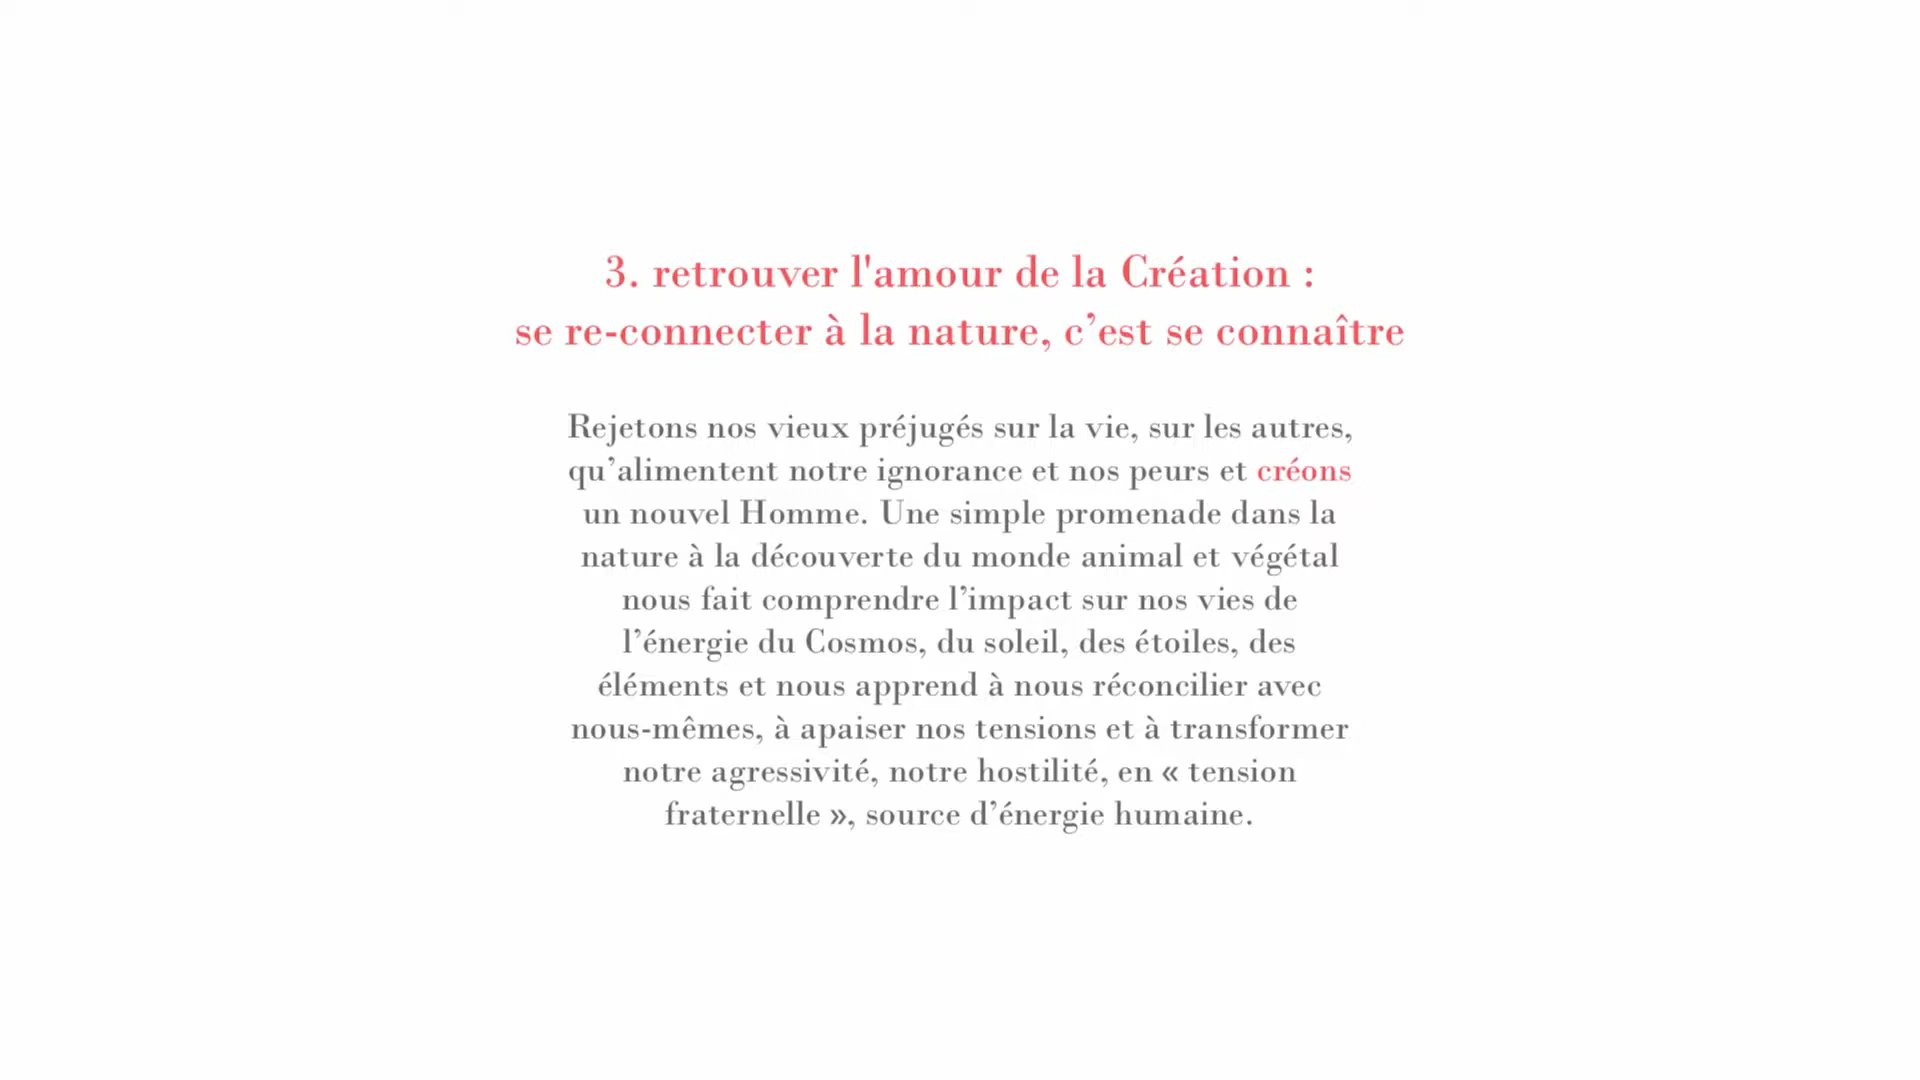 3. retrouver l'amour de la Création :
se re-connecter à la nature, c’est se connaître
Rejetons nos vieux préjugés sur la vie, sur les autres,
qu’alimentent notre ignorance et nos peurs et créons
un nouvel Homme. Une simple promenade dans la
nature à la découverte du monde animal et végétal
nous fait comprendre l’impact sur nos vies de
l’énergie du Cosmos, du soleil, des étoiles, des
éléments et nous apprend à nous réconcilier avec
nous-mêmes, à apaiser nos tensions et à transformer
notre agressivité, notre hostilité, en « tension
fraternelle », source d’énergie humaine.